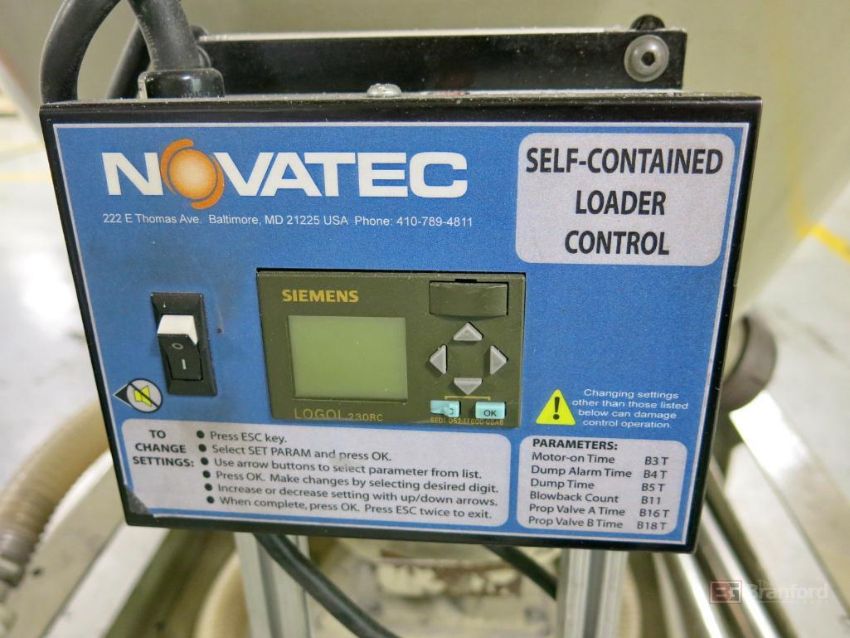 NOVATEC
222 E Thomas Ave. Baltimore, MD 21225 USA Phone: 410-789-4811
SELF-CONTAINED
LOADER
CONTROL
SIEMENS
LOGO! 230RC
OK
I
Changing settings
other than those listed
below can damage
control operation.
TO
CHANGE
SETTINGS:
• Press ESC key.
• Select SET PARAM and press OK.
• Use arrow buttons to select parameter from list.
• Press OK. Make changes by selecting desired digit.
• Increase or decrease setting with up/down arrows.
• When complete, press OK. Press ESC twice to exit.
PARAMETERS:
Motor-on Time B3 T
Dump Alarm Time B4 T
Dump Time B5 T
Blowback Count B11
Prop Valve A Time B16 T
Prop Valve B Time B18 T
The
Branford